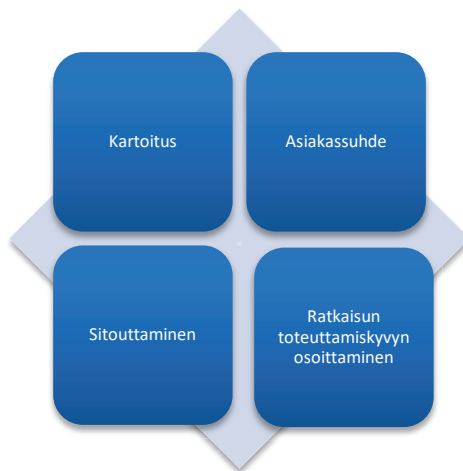 Kartoitus
Asiakassuhde
Sitouttaminen
Ratkaisun
toteuttamiskyvyn
osoittaminen